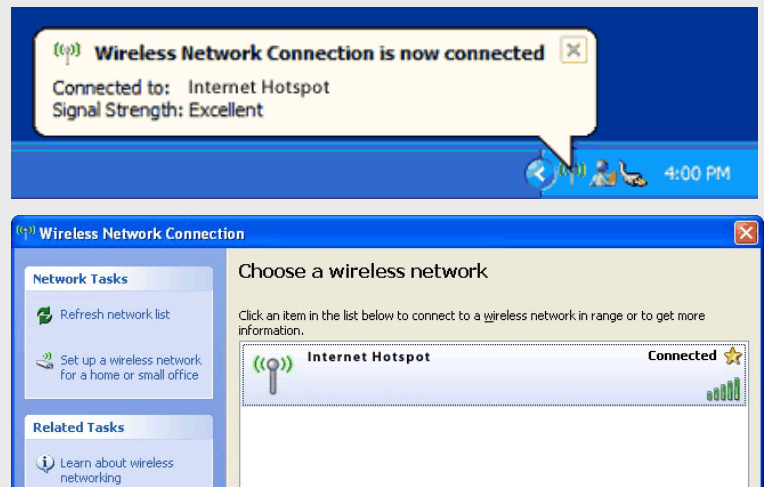 Wireless Network Connection is now connected
Connected to: Internet Hotspot
Signal Strength: Excellent
4:00 PM
Wireless Network Connection
Network Tasks
Refresh network list
Set up a wireless network
for a home or small office
Related Tasks
Learn about wireless
networking
Choose a wireless network
Click an item in the list below to connect to a wireless network in range or to get more
information.
Internet Hotspot
Connected